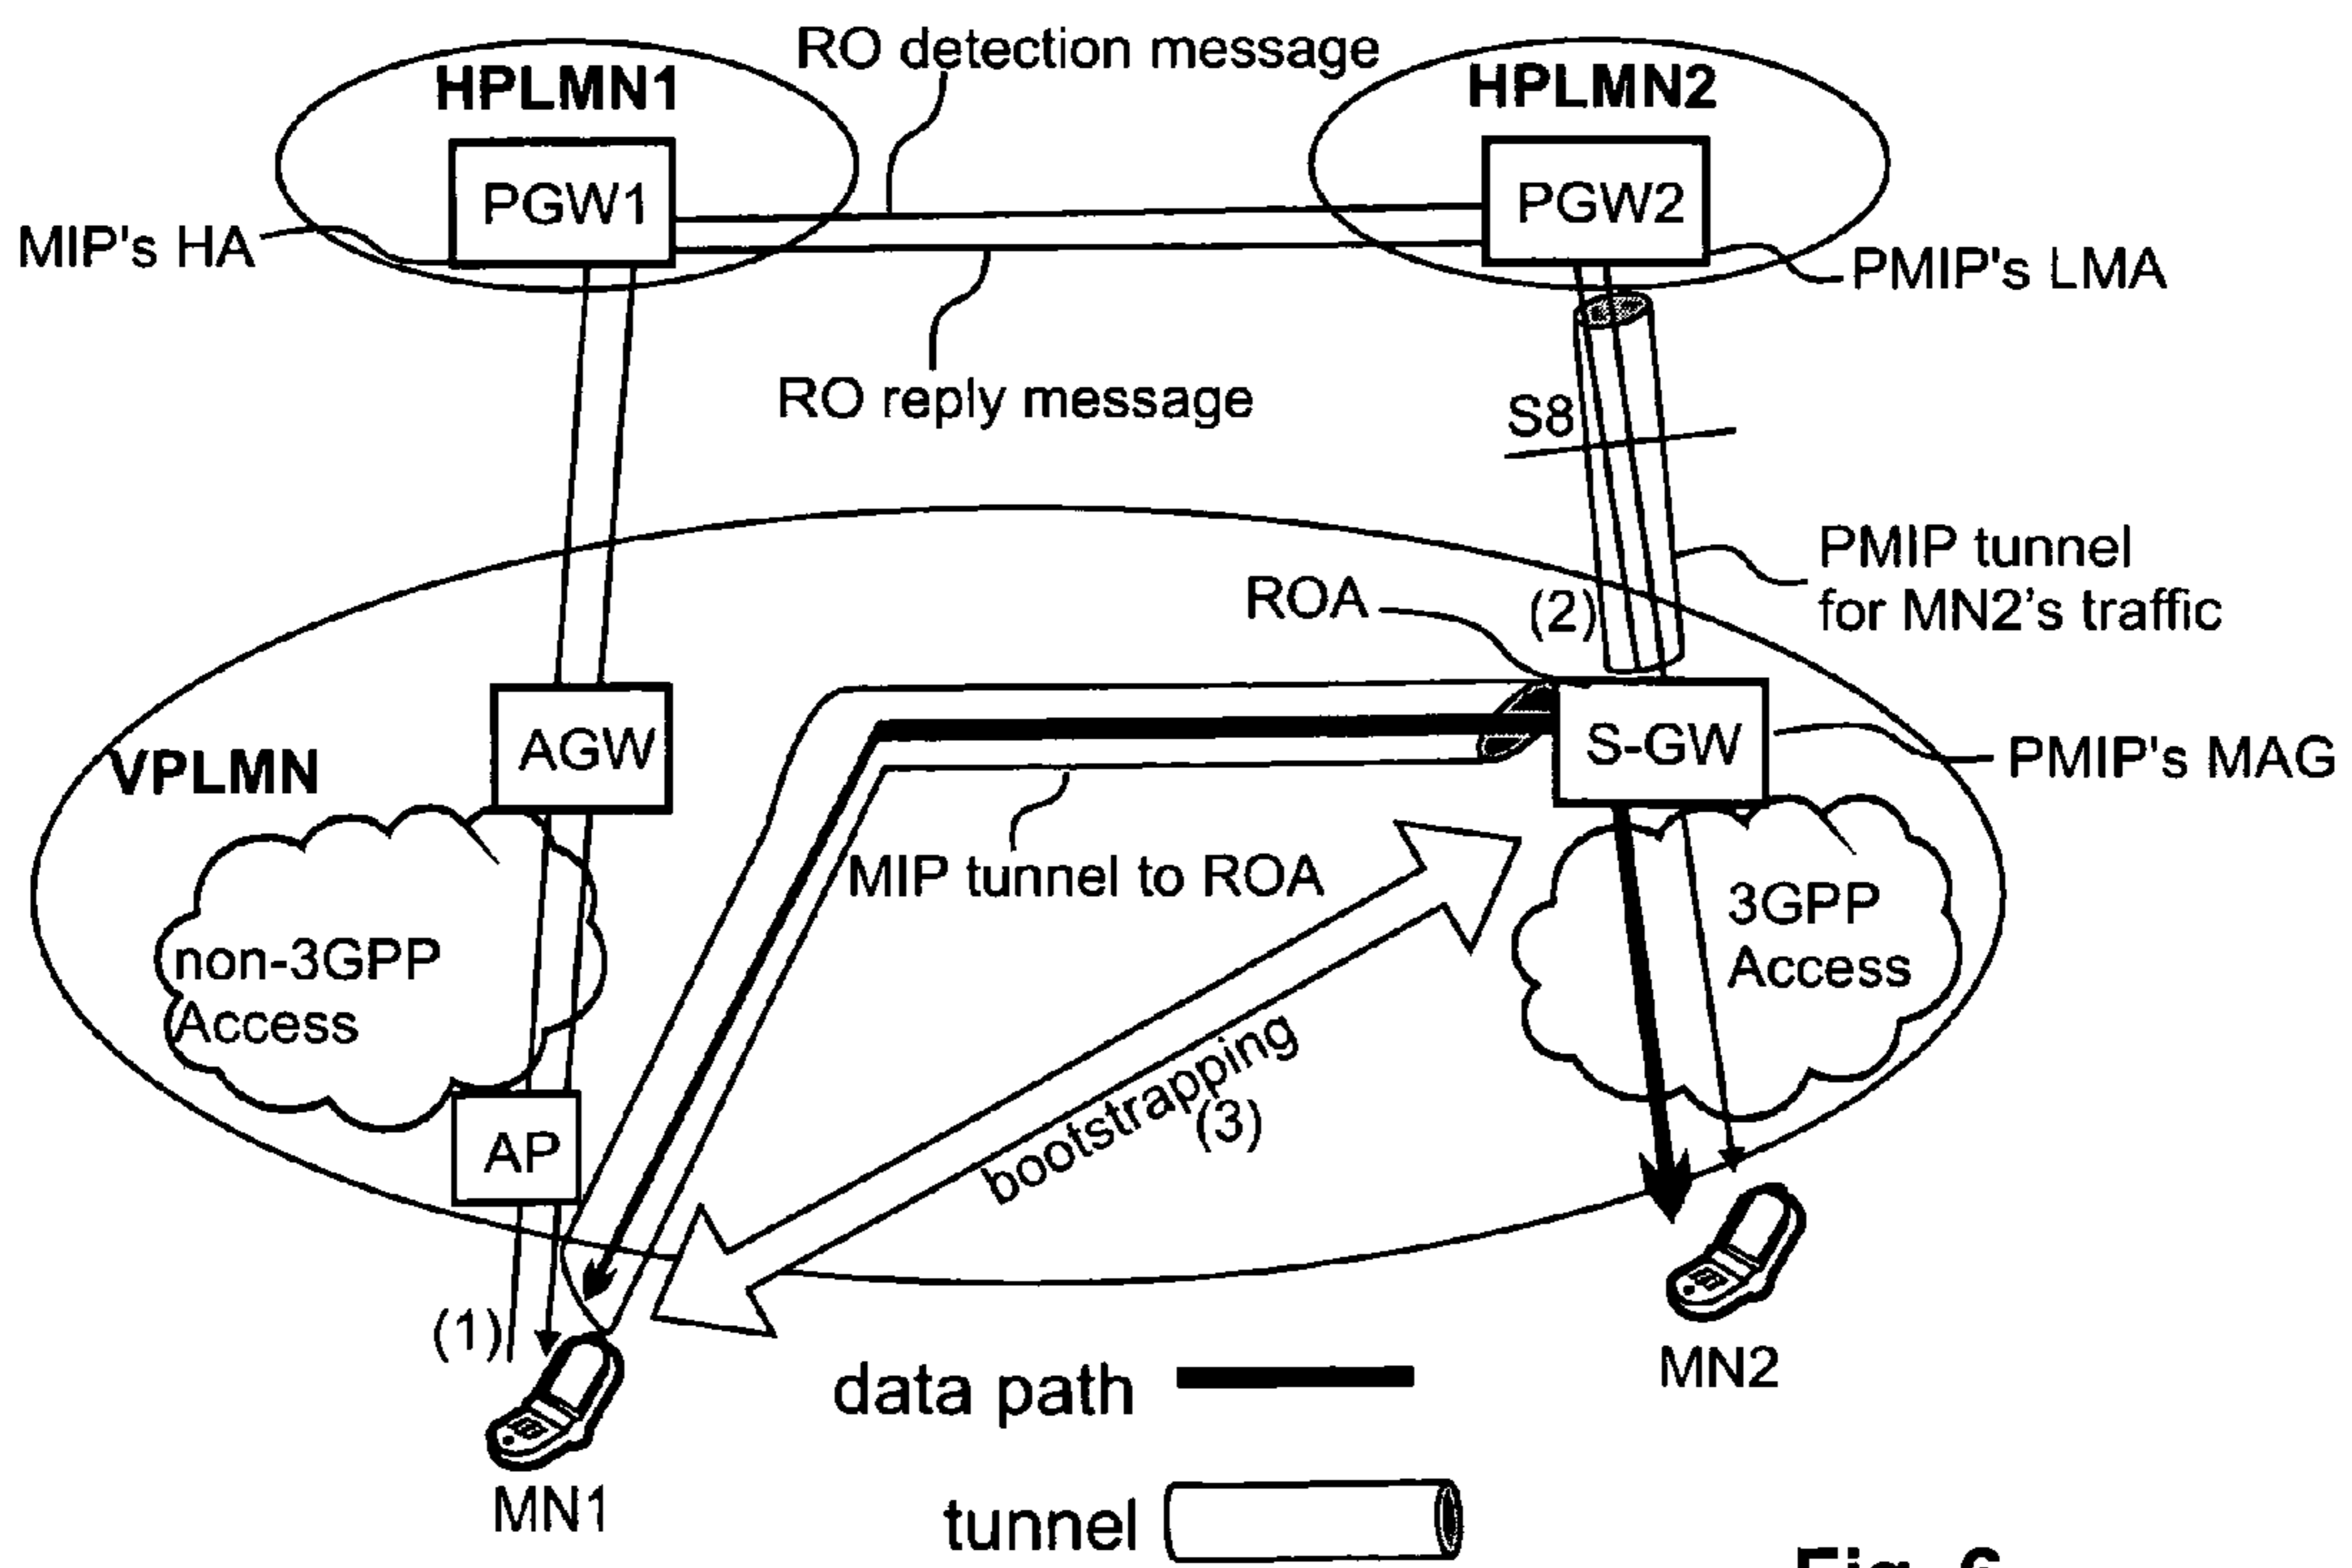 RO detection message
HPLMN1
HPLMN2
PGW1
PGW2
MIP's HA
PMIP's LMA
RO reply message
S8
PMIP tunnel
for MN2's traffic
ROA
(2)
AGW
S-GW
VPLMN
PMIP's MAG
MIP tunnel to ROA
3GPP
Access
non-3GPP
Access
bootstrapping
(3)
AP
(1)
MN2
data path
MN1
tunnel
Fig. 6